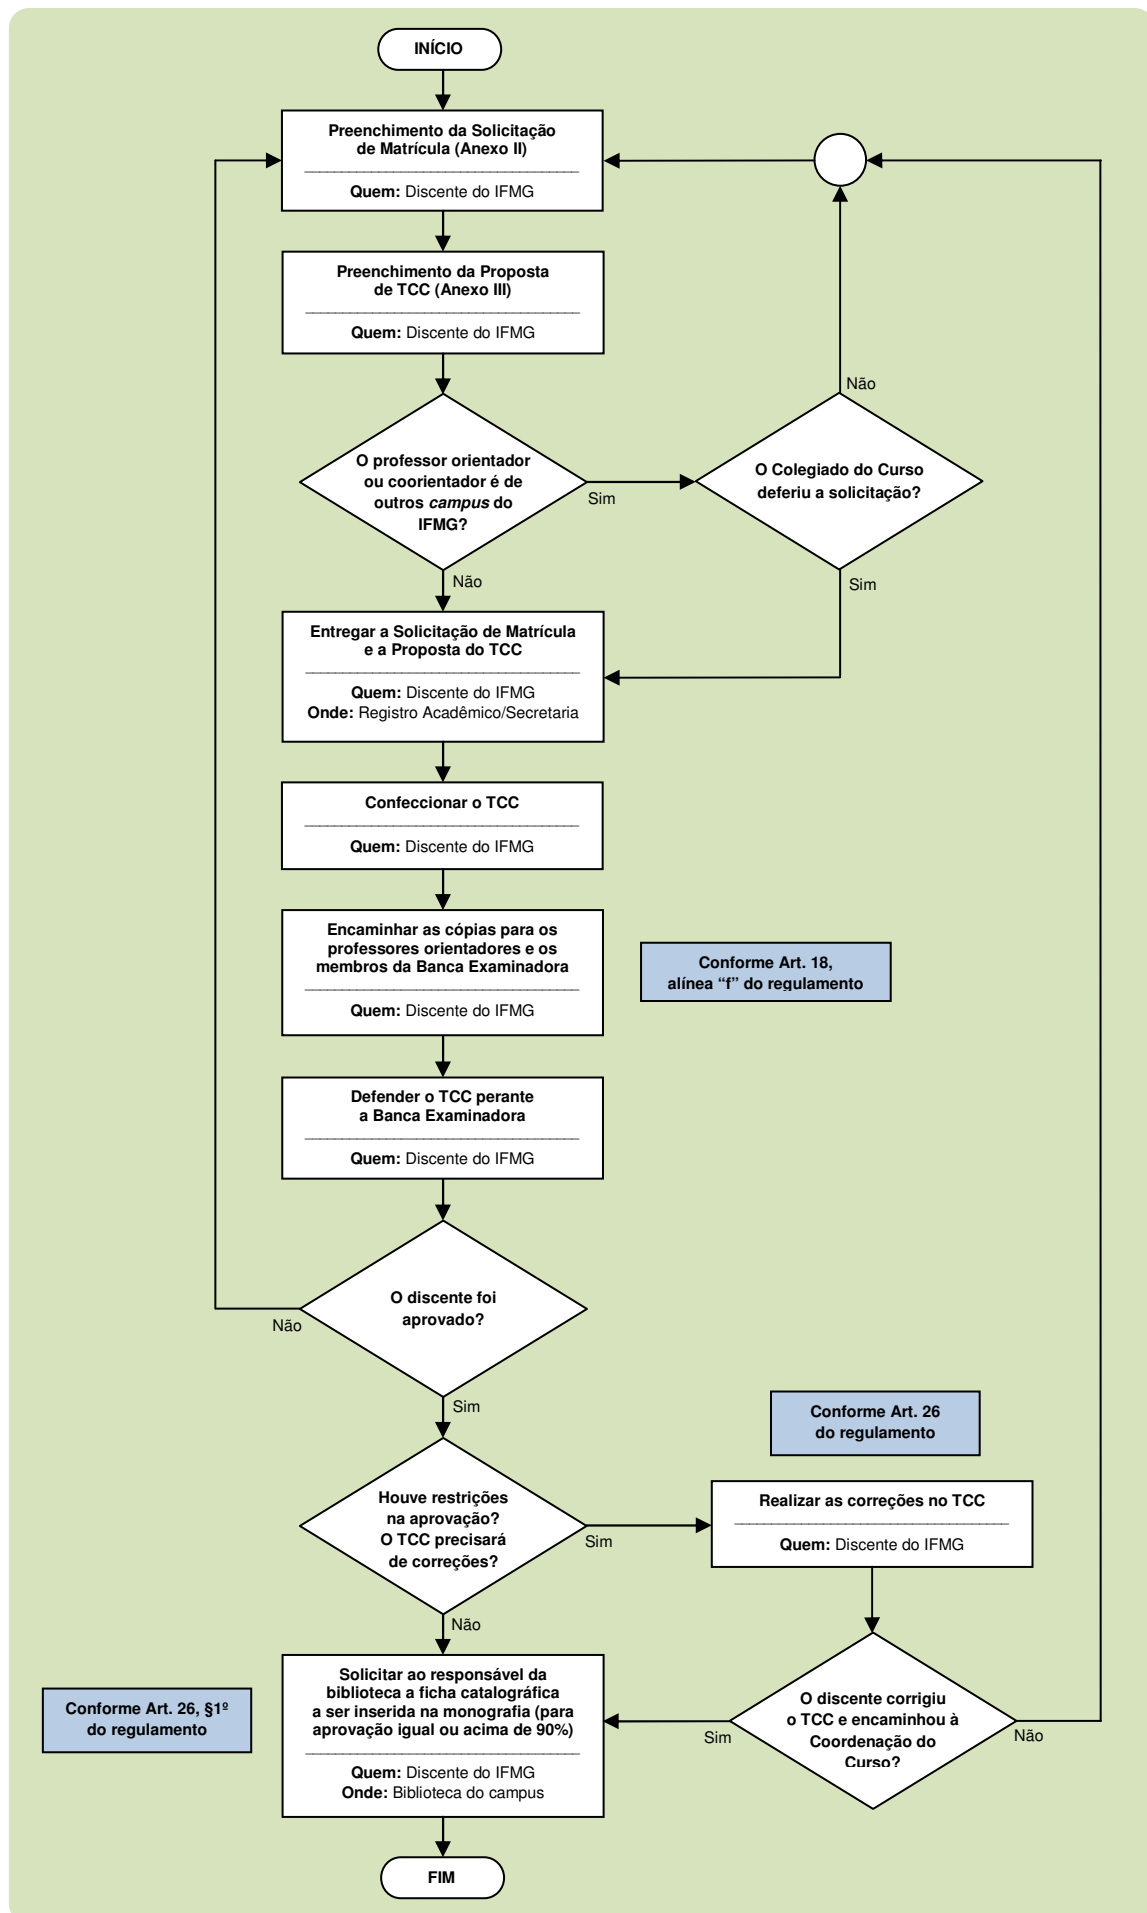 INÍCIO
Preenchimento da Solicitação
de Matrícula (Anexo II)
Quem: Discente do IFMG
Preenchimento da Proposta
de TCC (Anexo III)
Quem: Discente do IFMG
Não
O professor orientador
ou coorientador é de
outros campus do
IFMG?
Sim
O Colegiado do Curso
deferiu a solicitação?
Não
Sim
Entregar a Solicitação de Matrícula
e a Proposta do TCC
Quem: Discente do IFMG
Onde: Registro Acadêmico/Secretaria
Confeccionar o TCC
Quem: Discente do IFMG
Encaminhar as cópias para os
professores orientadores e os
membros da Banca Examinadora
Quem: Discente do IFMG
Conforme Art. 18,
alínea “f” do regulamento
Defender o TCC perante
a Banca Examinadora
Quem: Discente do IFMG
O discente foi
aprovado?
Não
Sim
Conforme Art. 26
do regulamento
Houve restrições
na aprovação?
O TCC precisará
de correções?
Sim
Realizar as correções no TCC
Quem: Discente do IFMG
Não
Solicitar ao responsável da
biblioteca a ficha catalográfica
a ser inserida na monografia (para
aprovação igual ou acima de 90%)
Quem: Discente do IFMG
Onde: Biblioteca do campus
Conforme Art. 26, §1º
do regulamento
O discente corrigiu
o TCC e encaminhou à
Coordenação do
Curso?
Sim
Não
FIM